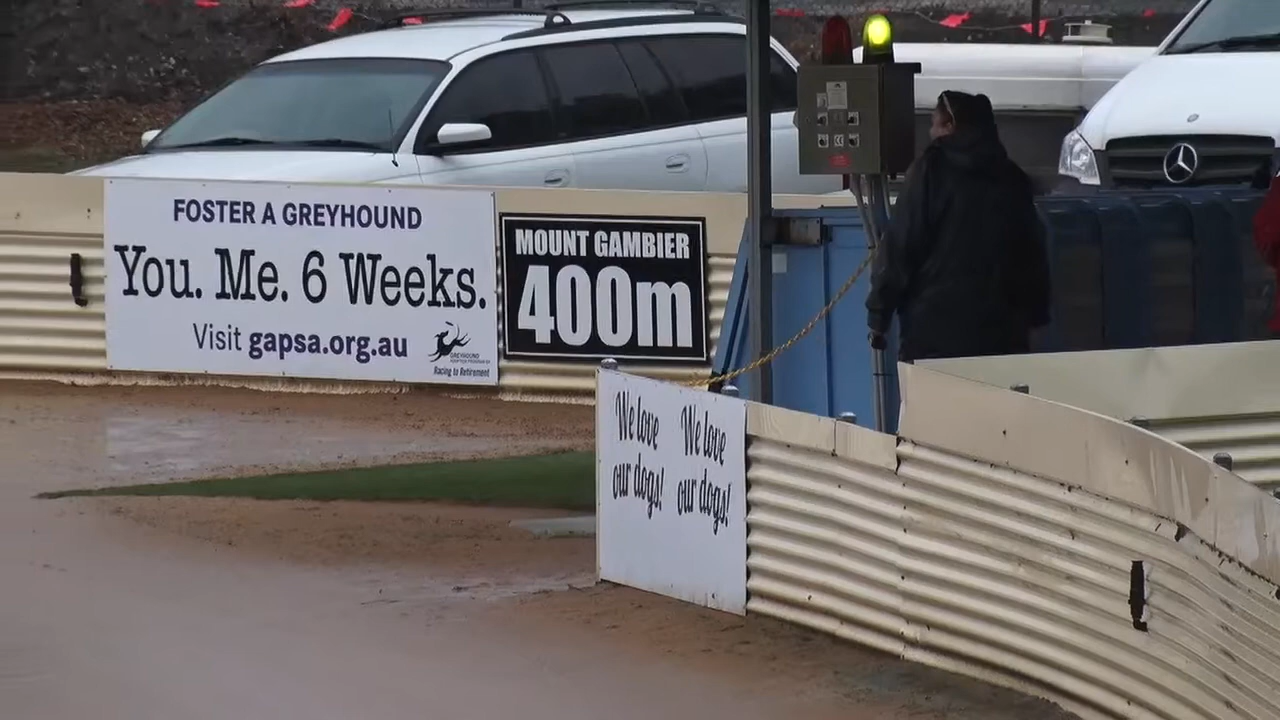 FOSTER A GREYHOUND
You. Me. 6 Weeks.
Visit gapsa.org.au
GREYHOUND
Racing to Retirement
MOUNT GAMBIER
400m
We love
our dogs!
We love
our dogs!